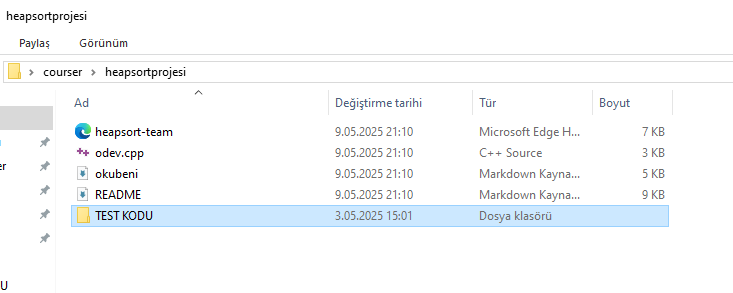 heapsortprojesi
Paylaş Görünüm
courser heapsortprojesi
Ad Değiştirme tarihi Tür Boyut
heapsort-team 9.05.2025 21:10 Microsoft Edge H... 7 KB
odev.cpp 9.05.2025 21:10 C++ Source 3 KB
okubeni 9.05.2025 21:10 Markdown Kayna... 5 KB
README 9.05.2025 21:10 Markdown Kayna... 9 KB
TEST KODU 3.05.2025 15:01 Dosya klasörü
er
U